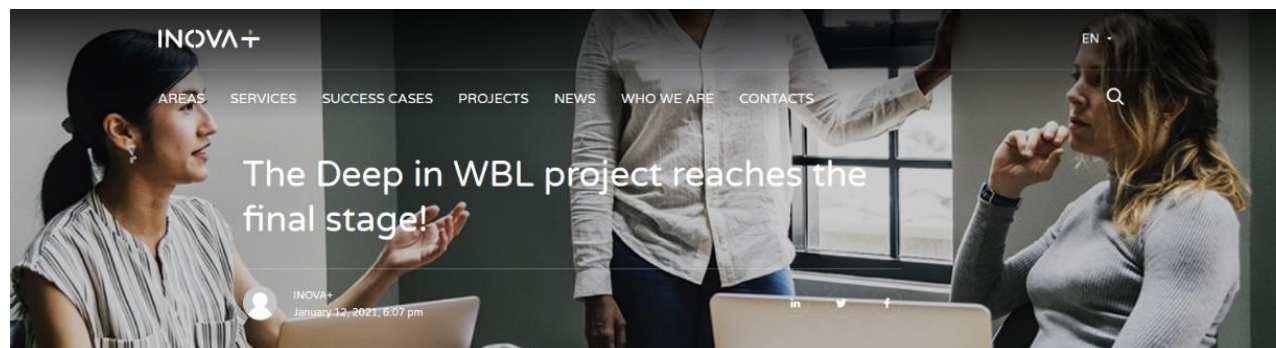 INOVA+
EN
AREAS SERVICES SUCCESS CASES PROJECTS NEWS WHO WE ARE CONTACTS
The Deep in WBL project reaches the
final stage!
INOVA+
January 12, 2021, 6:07 pm
in f